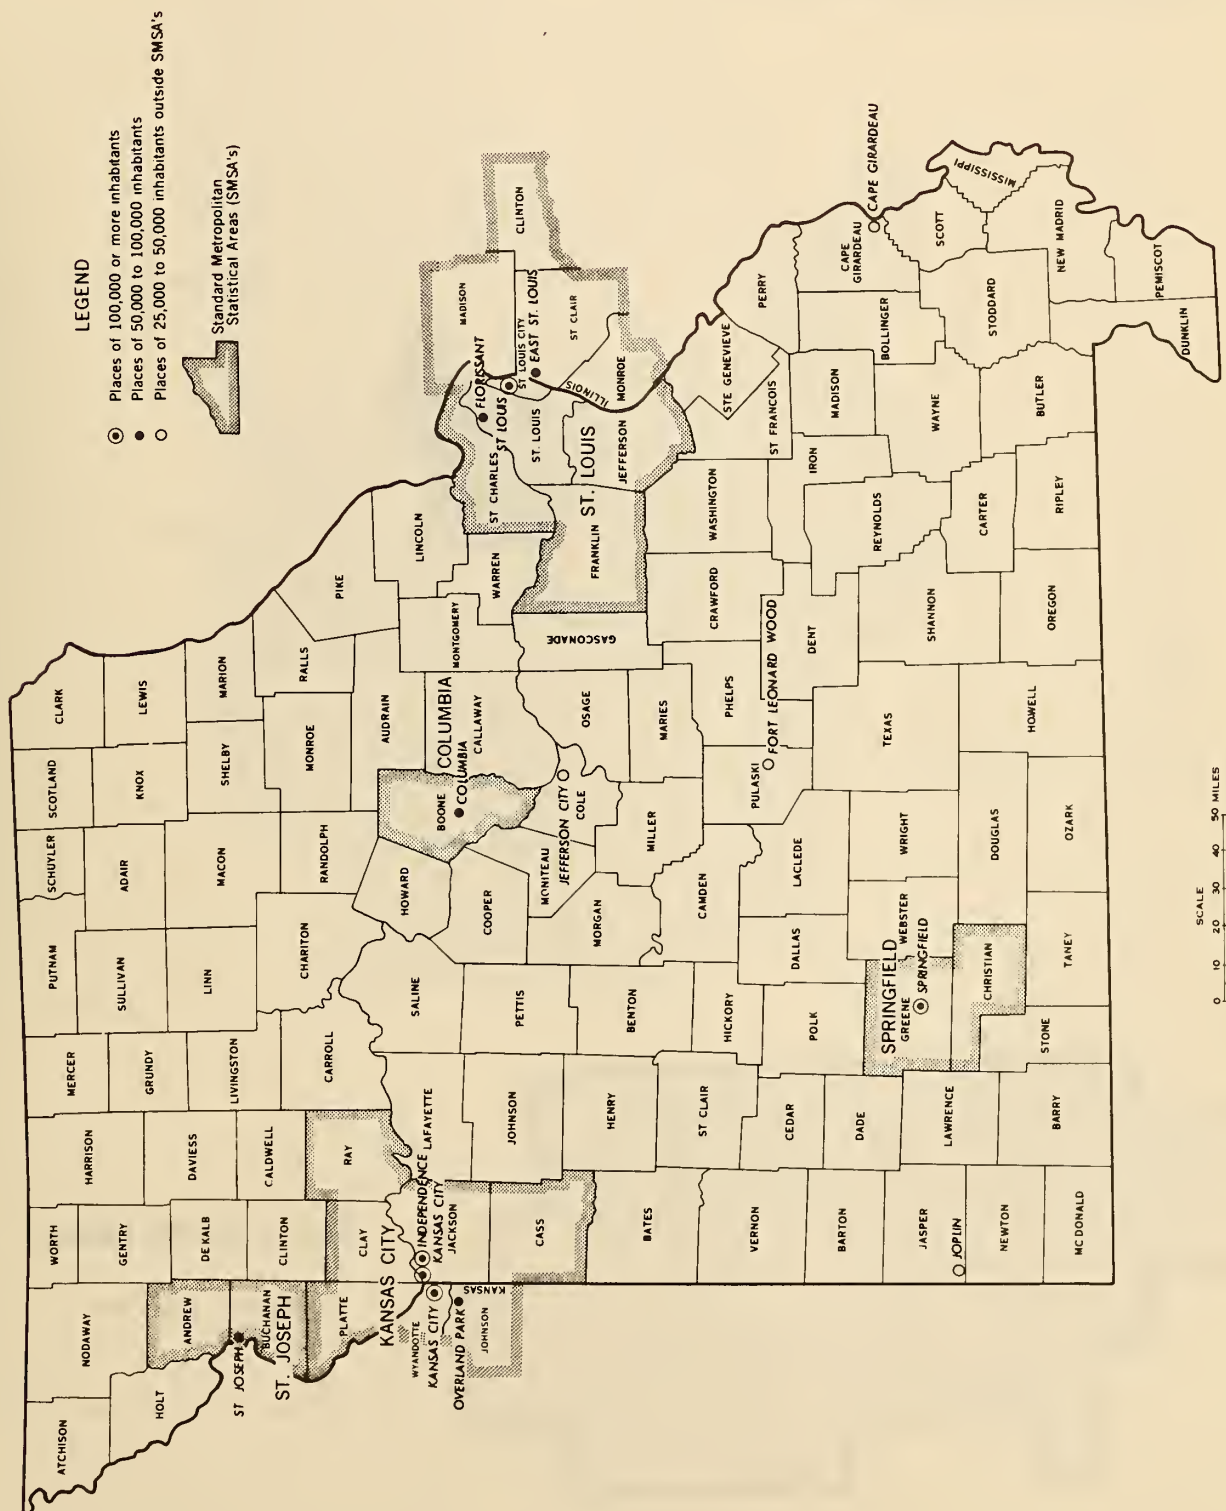 LEGEND
Places of 100,000 or more inhabitants
Places of 50,000 to 100,000 inhabitants
Places of 25,000 to 50,000 inhabitants outside SMSA's
Standard Metropolitan
Statistical Areas (SMSA's)
ATCHISON
NODAWAY
WORTH
HARRISON
MERCER
PUTNAM
SCHUYLER
SCOTLAND
CLARK
HOLT
ANDREW
GENTRY
DAVIESS
GRUNDY
SULLIVAN
ADAIR
KNOX
LEWIS
DE KALB
LIVINGSTON
LINN
MACON
SHELBY
MARION
ST JOSEPH
BUCHANAN
ST. JOSEPH
CLINTON
CALDWELL
CARROLL
CHARITON
RANDOLPH
MONROE
RALLS
PIKE
PLATTE
CLAY
RAY
KANSAS CITY
INDEPENDENCE
KANSAS CITY
JACKSON
LAFAYETTE
SALINE
HOWARD
BOONE
COLUMBIA
COLUMBIA
AUDRAIN
CALLAWAY
MONTGOMERY
LINCOLN
WARREN
ST CHARLES
FLORISSANT
ST LOUIS
ST LOUIS CITY
EAST ST. LOUIS
MADISON
CLINTON
ST CLAIR
MONROE
ILLINOIS
ST. LOUIS
ST. LOUIS
JEFFERSON
FRANKLIN
GASCONADE
WYANDOTTE
KANSAS CITY
OVERLAND PARK
JOHNSON
KANSAS
CASS
JOHNSON
PETTIS
COOPER
MONITEAU
JEFFERSON CITY
COLE
OSAGE
BATES
HENRY
BENTON
MORGAN
MILLER
MARIES
CRAWFORD
WASHINGTON
STE GENEVIEVE
ST FRANCOIS
PERRY
VERNON
ST CLAIR
HICKORY
CAMDEN
PULASKI
FORT LEONARD WOOD
PHELPS
DENT
IRON
MADISON
BOLLINGER
CAPE
GIRARDEAU
CAPE GIRARDEAU
BARTON
CEDAR
DADE
POLK
DALLAS
LACLEDE
TEXAS
SHANNON
REYNOLDS
WAYNE
SCOTT
MISSISSIPPI
STODDARD
NEW MADRID
JASPER
JOPLIN
LAWRENCE
SPRINGFIELD
GREENE
SPRINGFIELD
WEBSTER
WRIGHT
CARTER
BUTLER
NEWTON
CHRISTIAN
DOUGLAS
HOWELL
OREGON
RIPLEY
DUNKLIN
PEMISCOT
MC DONALD
BARRY
STONE
TANEY
OZARK
SCALE
0 10 20 30 40 50 MILES